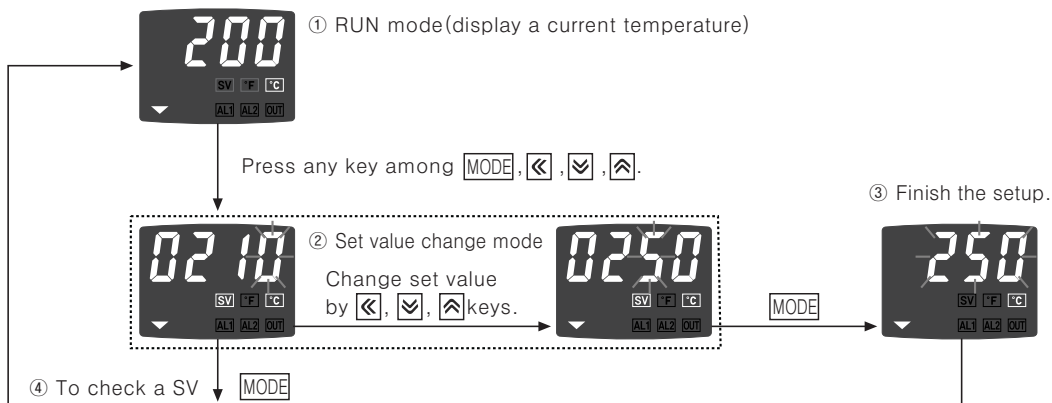 200
① RUN mode(display a current temperature)
SV °F °C
AL1 AL2 OUT
Press any key among MODE, «, ︾, ︽.
③ Finish the setup.
0210
② Set value change mode
Change set value
by «, ︾, ︽ keys.
SV °F °C
AL1 AL2 OUT
0250
SV °F °C
AL1 AL2 OUT
MODE
250
SV °F °C
AL1 AL2 OUT
④ To check a SV
MODE